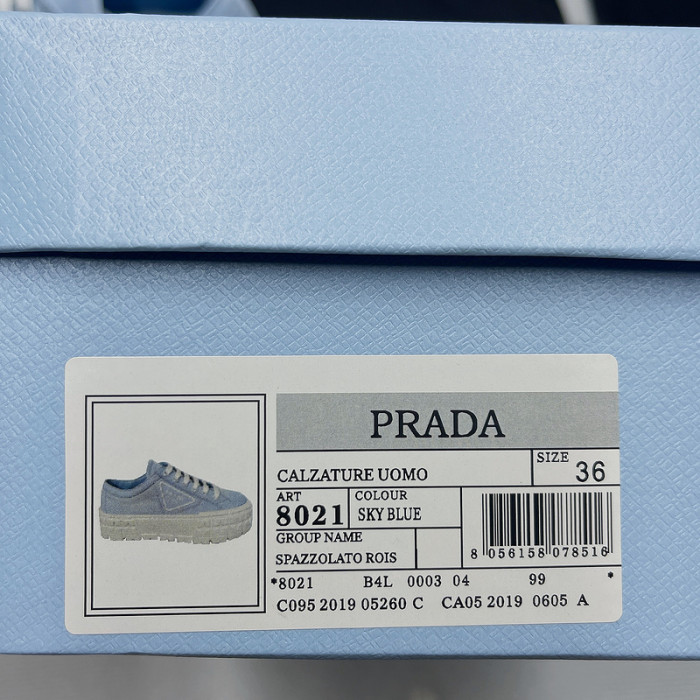 PRADA
CALZATURE UOMO
SIZE
36
ART
8021
COLOUR
SKY BLUE
GROUP NAME
SPAZZOLATO ROIS
8 056158 078516
*8021 B4L 0003 04 99 *
C095 2019 05260 C CA05 2019 0605 A